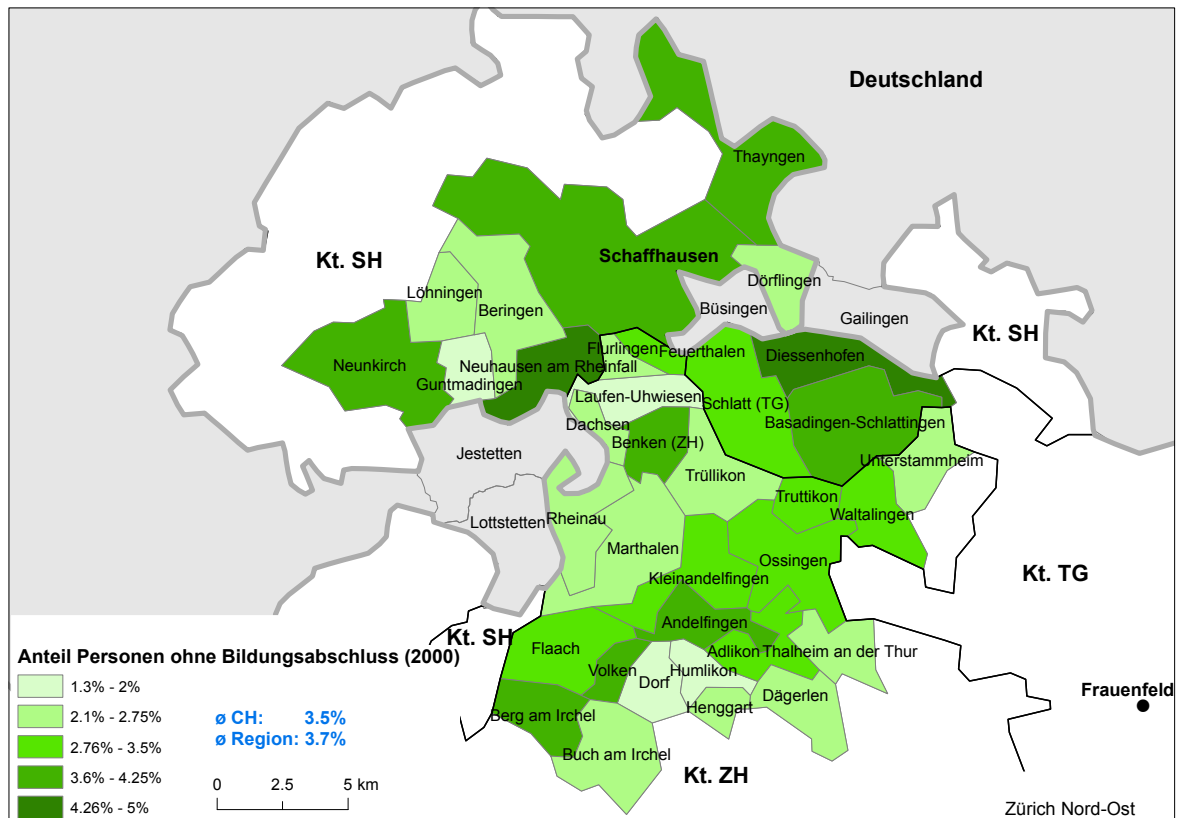 Deutschland
Thayngen
Kt. SH
Schaffhausen
Dörflingen
Löhningen
Beringen
Büsingen
Gailingen
Kt. SH
Neunkirch
Flurlingen
Feuerthalen
Diessenhofen
Neuhausen am Rheinfall
Guntmadingen
Laufen-Uhwiesen
Schlatt (TG)
Basadingen-Schlattingen
Dachsen
Benken (ZH)
Jestetten
Trüllikon
Unterstammheim
Truttikon
Waltalingen
Lottstetten
Rheinau
Marthalen
Ossingen
Kleinandelfingen
Kt. TG
Andelfingen
Kt. SH
Flaach
Adlikon
Thalheim an der Thur
Volken
Dorf
Humlikon
Dägerlen
Henggart
Berg am Irchel
Buch am Irchel
Frauenfeld
Kt. ZH
Anteil Personen ohne Bildungsabschluss (2000)
1.3% - 2%
2.1% - 2.75%
2.76% - 3.5%
3.6% - 4.25%
4.26% - 5%
ø CH: 3.5%
ø Region: 3.7%
0 2.5 5 km
Zürich Nord-Ost